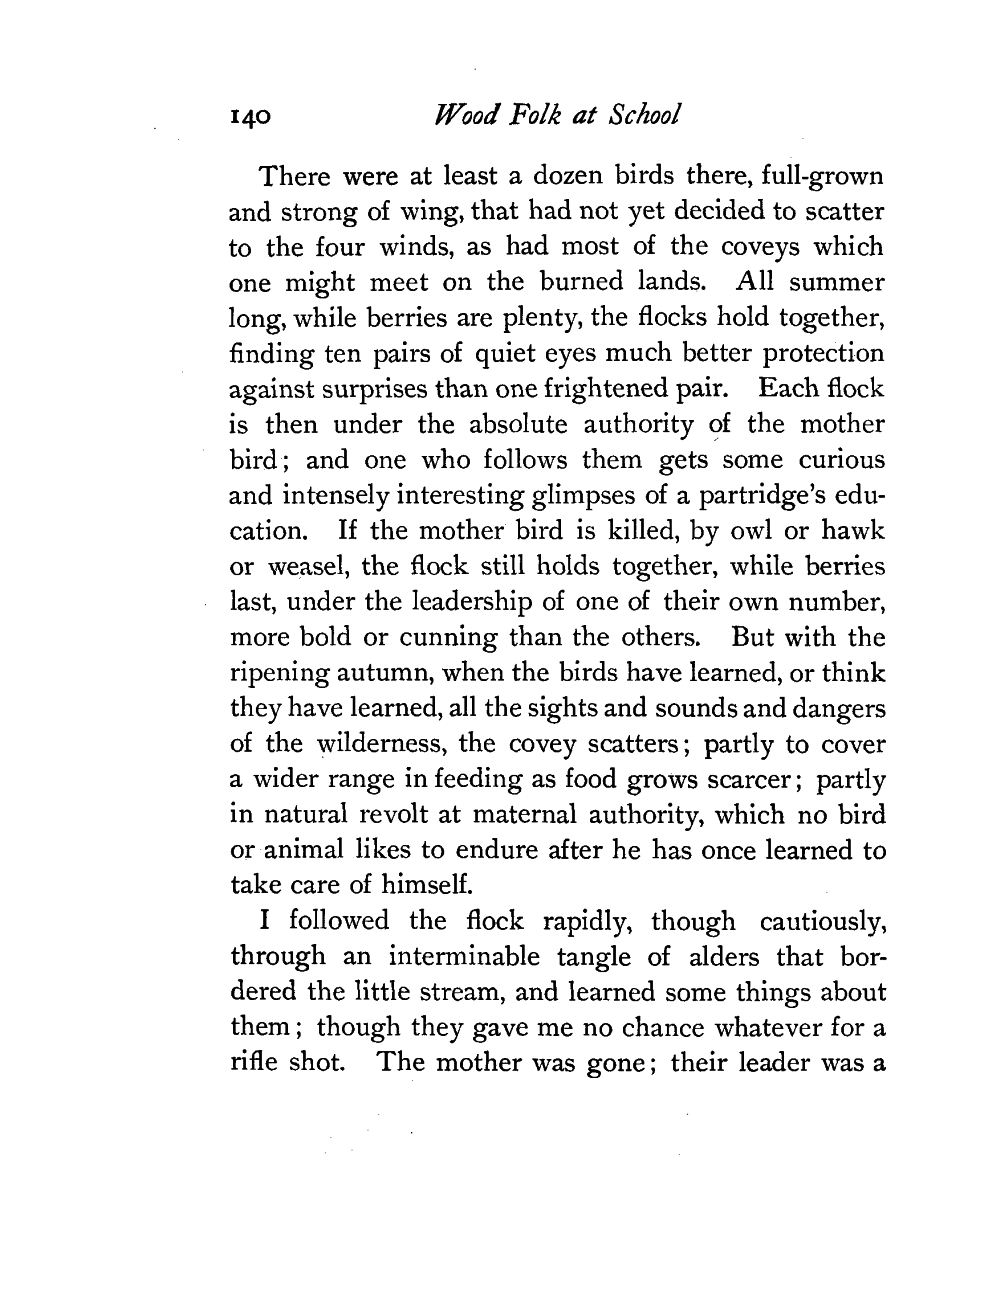 140 Wood Folk at School
There were at least a dozen birds there, full-grown
and strong of wing, that had not yet decided to scatter
to the four winds, as had most of the coveys which
one might meet on the burned lands. All summer
long, while berries are plenty, the flocks hold together,
finding ten pairs of quiet eyes much better protection
against surprises than one frightened pair. Each flock
is then under the absolute authority of the mother
bird; and one who follows them gets some curious
and intensely interesting glimpses of a partridge's edu-
cation. If the mother bird is killed, by owl or hawk
or weasel, the flock still holds together, while berries
last, under the leadership of one of their own number,
more bold or cunning than the others. But with the
ripening autumn, when the birds have learned, or think
they have learned, all the sights and sounds and dangers
of the wilderness, the covey scatters; partly to cover
a wider range in feeding as food grows scarcer; partly
in natural revolt at maternal authority, which no bird
or animal likes to endure after he has once learned to
take care of himself.
I followed the flock rapidly, though cautiously,
through an interminable tangle of alders that bor-
dered the little stream, and learned some things about
them; though they gave me no chance whatever for a
rifle shot. The mother was gone; their leader was a